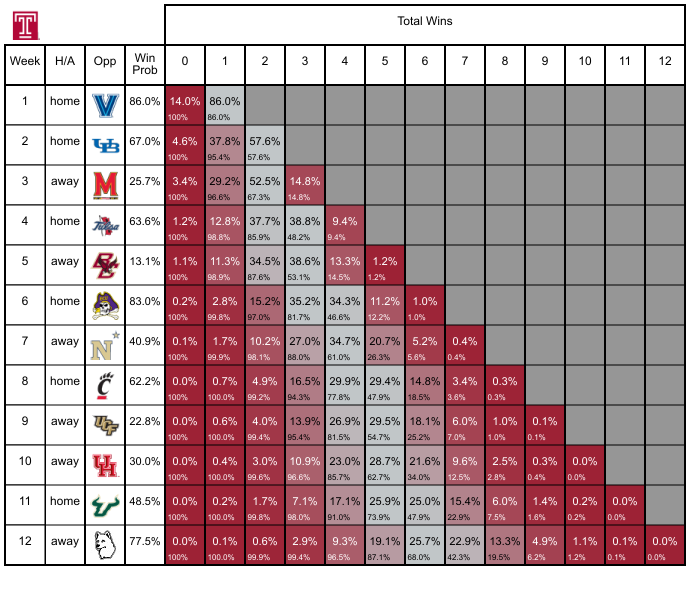 T
Total Wins
Week H/A Opp Win Prob 0 1 2 3 4 5 6 7 8 9 10 11 12
1 home V 86.0% 14.0% 86.0%
100% 86.0%
2 home UB 67.0% 4.6% 37.8% 57.6%
100% 95.4% 57.6%
3 away M 25.7% 3.4% 29.2% 52.5% 14.8%
100% 96.6% 67.3% 14.8%
4 home Tulsa 63.6% 1.2% 12.8% 37.7% 38.8% 9.4%
100% 98.8% 85.9% 48.2% 9.4%
5 away BC 13.1% 1.1% 11.3% 34.5% 38.6% 13.3% 1.2%
100% 98.9% 87.6% 53.1% 14.5% 1.2%
6 home 83.0% 0.2% 2.8% 15.2% 35.2% 34.3% 11.2% 1.0%
100% 99.8% 97.0% 81.7% 46.6% 12.2% 1.0%
7 away N 40.9% 0.1% 1.7% 10.2% 27.0% 34.7% 20.7% 5.2% 0.4%
100% 99.9% 98.1% 88.0% 61.0% 26.3% 5.6% 0.4%
8 home C 62.2% 0.0% 0.7% 4.9% 16.5% 29.9% 29.4% 14.8% 3.4% 0.3%
100% 100.0% 99.2% 94.3% 77.8% 47.9% 18.5% 3.6% 0.3%
9 away UCF 22.8% 0.0% 0.6% 4.0% 13.9% 26.9% 29.5% 18.1% 6.0% 1.0% 0.1%
100% 100.0% 99.4% 95.4% 81.5% 54.7% 25.2% 7.0% 1.0% 0.1%
10 away UH 30.0% 0.0% 0.4% 3.0% 10.9% 23.0% 28.7% 21.6% 9.6% 2.5% 0.3% 0.0%
100% 100.0% 99.6% 96.6% 85.7% 62.7% 34.0% 12.5% 2.8% 0.4% 0.0%
11 home U 48.5% 0.0% 0.2% 1.7% 7.1% 17.1% 25.9% 25.0% 15.4% 6.0% 1.4% 0.2% 0.0%
100% 100.0% 99.8% 98.0% 91.0% 73.9% 47.9% 22.9% 7.5% 1.6% 0.2% 0.0%
12 away 77.5% 0.0% 0.1% 0.6% 2.9% 9.3% 19.1% 25.7% 22.9% 13.3% 4.9% 1.1% 0.1% 0.0%
100% 100.0% 99.9% 99.4% 96.5% 87.1% 68.0% 42.3% 19.5% 6.2% 1.2% 0.1% 0.0%